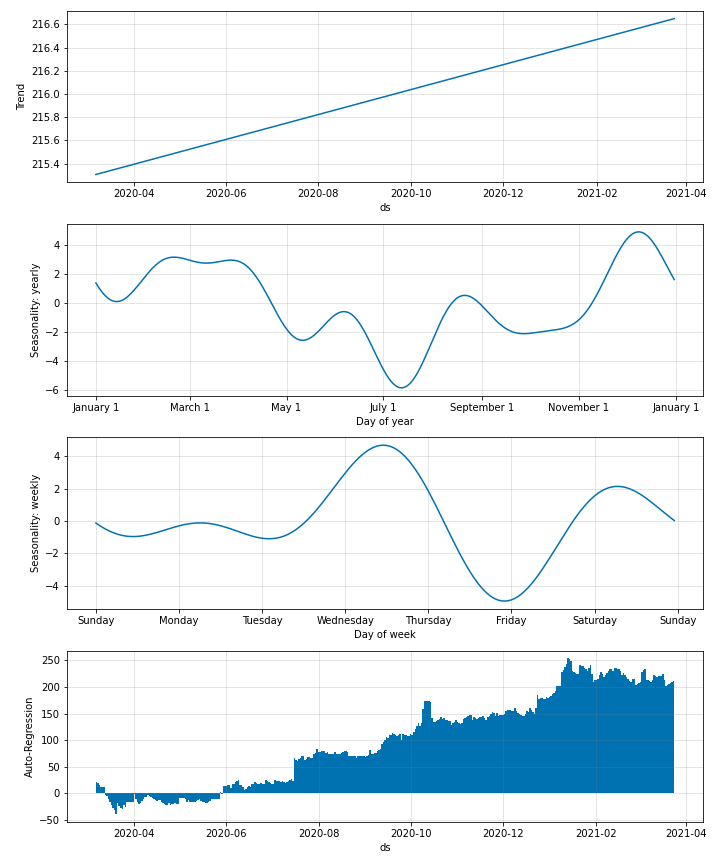 216.6
216.4
216.2
216.0
215.8
215.6
215.4
Trend
2020-04 2020-06 2020-08 2020-10 2020-12 2021-02 2021-04
ds
4
2
0
−2
−4
−6
Seasonality: yearly
January 1 March 1 May 1 July 1 September 1 November 1 January 1
Day of year
4
2
0
−2
−4
Seasonality: weekly
Sunday Monday Tuesday Wednesday Thursday Friday Saturday Sunday
Day of week
250
200
150
100
50
0
−50
Auto-Regression
2020-04 2020-06 2020-08 2020-10 2020-12 2021-02 2021-04
ds